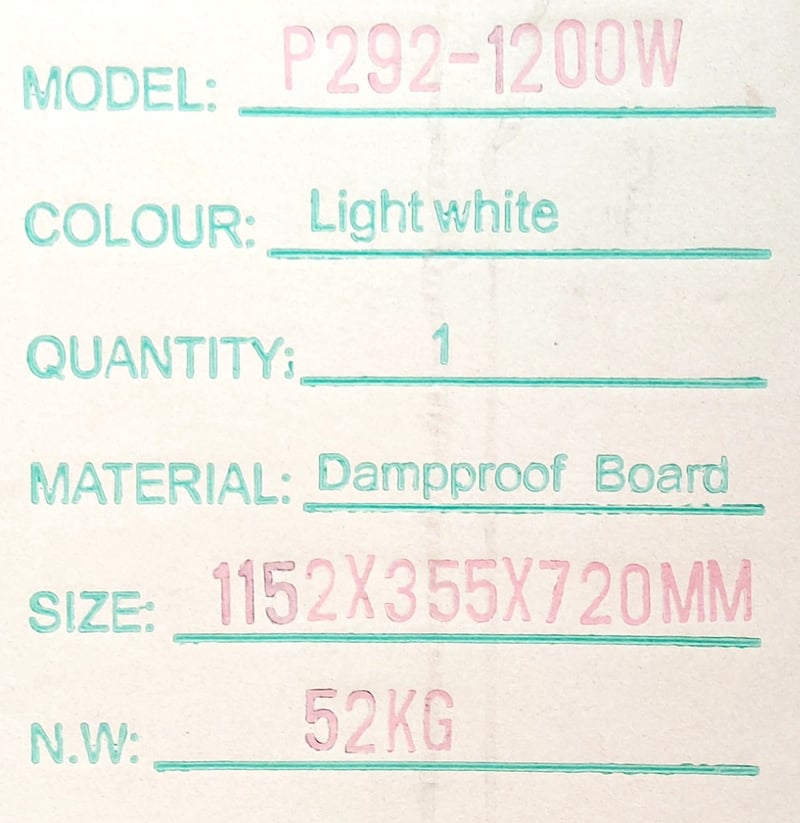 MODEL: P292-1200W
COLOUR: Light white
QUANTITY: 1
MATERIAL: Dampproof Board
SIZE: 1152X355X720MM
N.W: 52KG